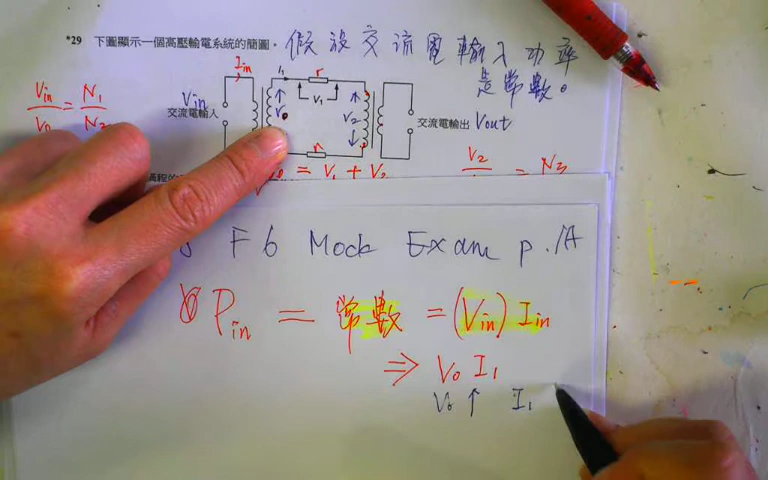 *29 下圖顯示一個高壓輸電系統的簡圖。假設交流電輸入功率
是常數。
Iin
I1
r
Vin = N1
V0
Vin
交流電輸入
V1
V2
交流電輸出 Vout
r
= V1 + V2
V2 = N3
F6 Mock Exam p. 1A
Pin = 常數 = (Vin) Iin
⇒ V0 I1
V0 ↑ I1